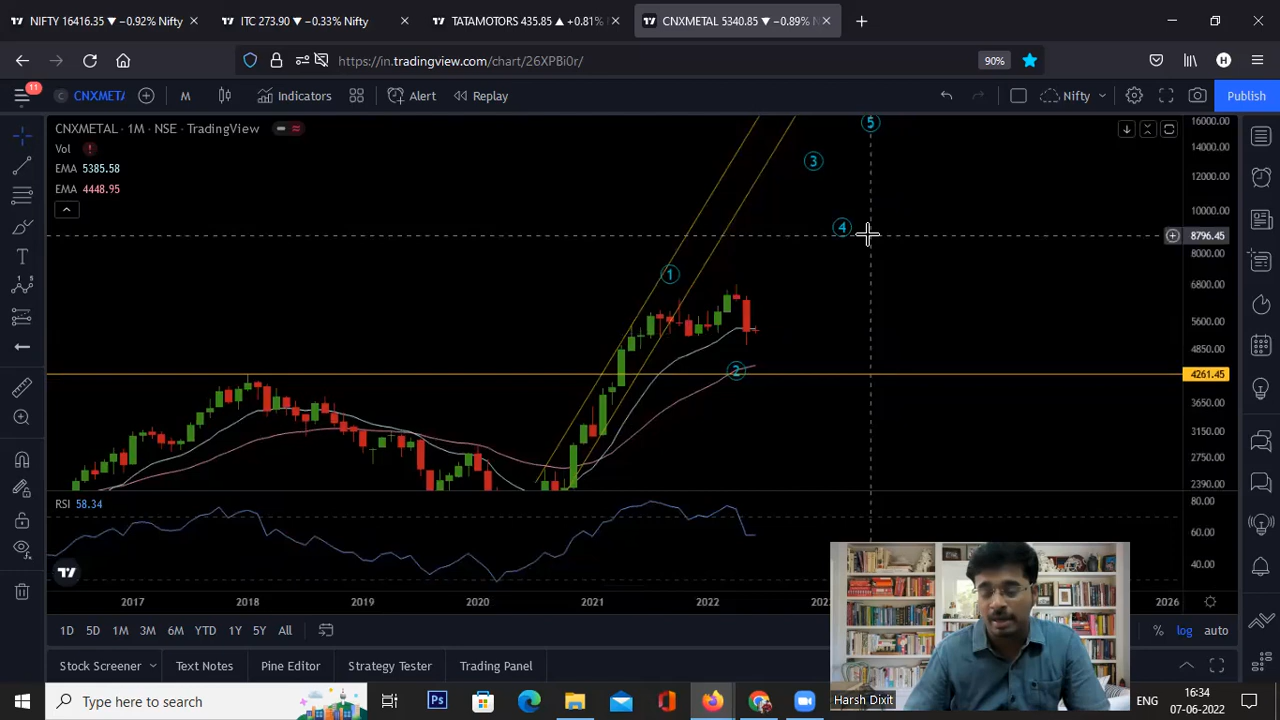 NIFTY 16416.35 ▼ −0.92% Nifty
ITC 273.90 ▼ −0.33% Nifty
TATAMOTORS 435.85 ▲ +0.81%
CNXMETAL 5340.85 ▼ −0.89%
https://in.tradingview.com/chart/26XPBi0r/
90%
H
11
CNXMETA
M
Indicators
Alert
Replay
Nifty
Publish
CNXMETAL · 1M · NSE · TradingView
Vol
EMA 5385.58
EMA 4448.95
1
2
3
4
5
16000.00
14000.00
12000.00
10000.00
8796.45
8000.00
6800.00
5600.00
4850.00
4261.45
3650.00
3150.00
2750.00
2390.00
RSI 58.34
80.00
60.00
40.00
2017 2018 2019 2020 2021 2022 2026
1D 5D 1M 3M 6M YTD 1Y 5Y All
% log auto
Stock Screener Text Notes Pine Editor Strategy Tester Trading Panel
Harsh Dixit
Type here to search
Ps
ENG
16:34
07-06-2022